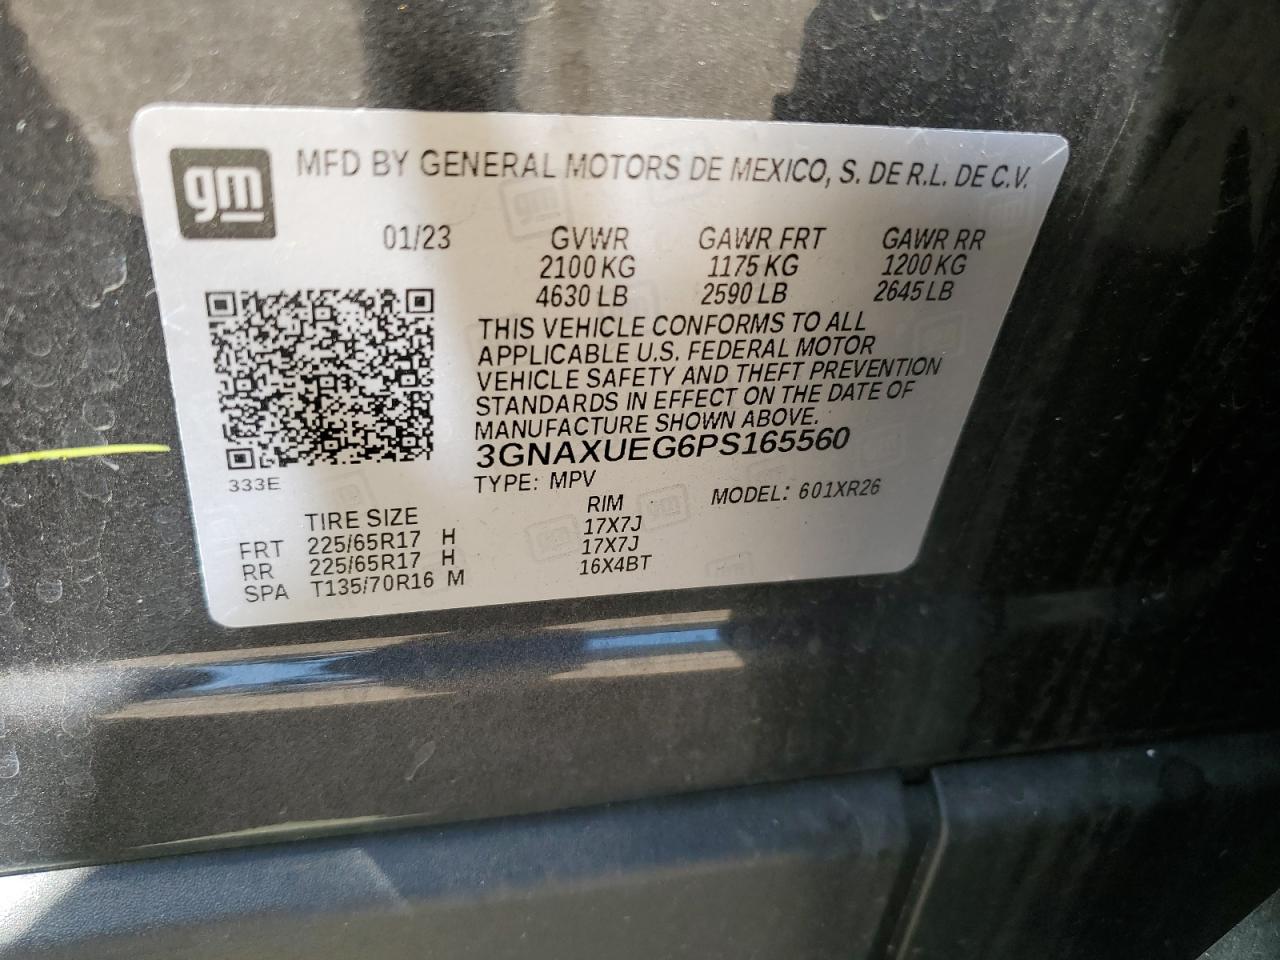 gm
MFD BY GENERAL MOTORS DE MEXICO, S. DE R.L. DE C.V.
01/23 GVWR GAWR FRT GAWR RR
2100 KG 1175 KG 1200 KG
4630 LB 2590 LB 2645 LB
THIS VEHICLE CONFORMS TO ALL
APPLICABLE U.S. FEDERAL MOTOR
VEHICLE SAFETY AND THEFT PREVENTION
STANDARDS IN EFFECT ON THE DATE OF
MANUFACTURE SHOWN ABOVE.
3GNAXUEG6PS165560
333E
TYPE: MPV MODEL: 601XR26
TIRE SIZE RIM
FRT 225/65R17 H 17X7J
RR 225/65R17 H 17X7J
SPA T135/70R16 M 16X4BT